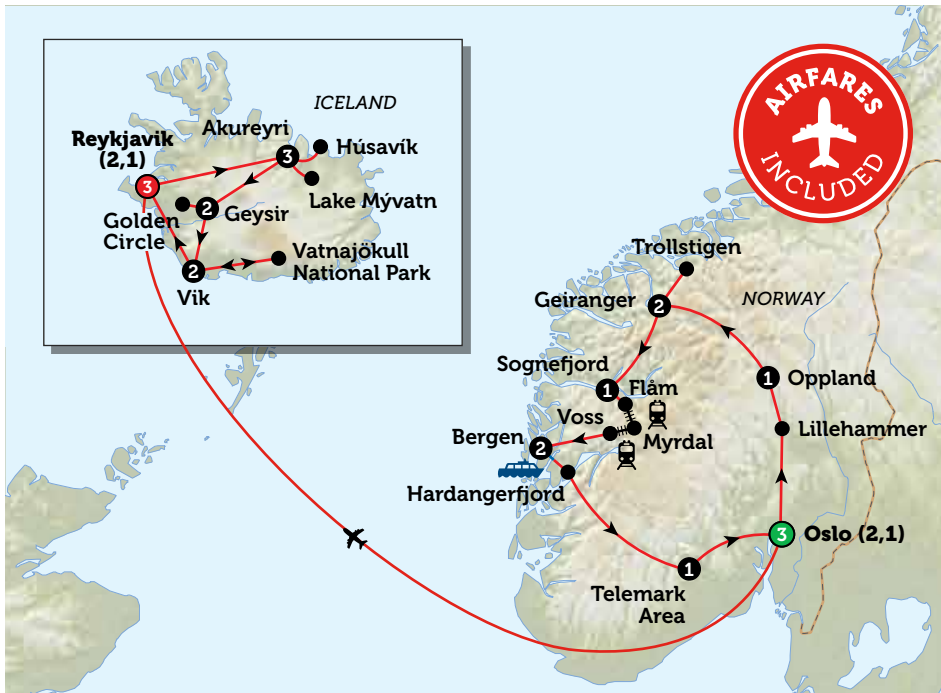 AIRFARES
INCLUDED
ICELAND
Akureyri
Reykjavik
(2,1)
3
3
Húsavík
Lake Mývatn
Golden
Circle
2
Geysir
Vatnajökull
National Park
2
Vik
Trollstigen
Geiranger
2
NORWAY
Sognefjord
1
Flåm
1
Oppland
Voss
Myrdal
Lillehammer
Bergen
2
Hardangerfjord
3
Oslo (2,1)
1
Telemark
Area